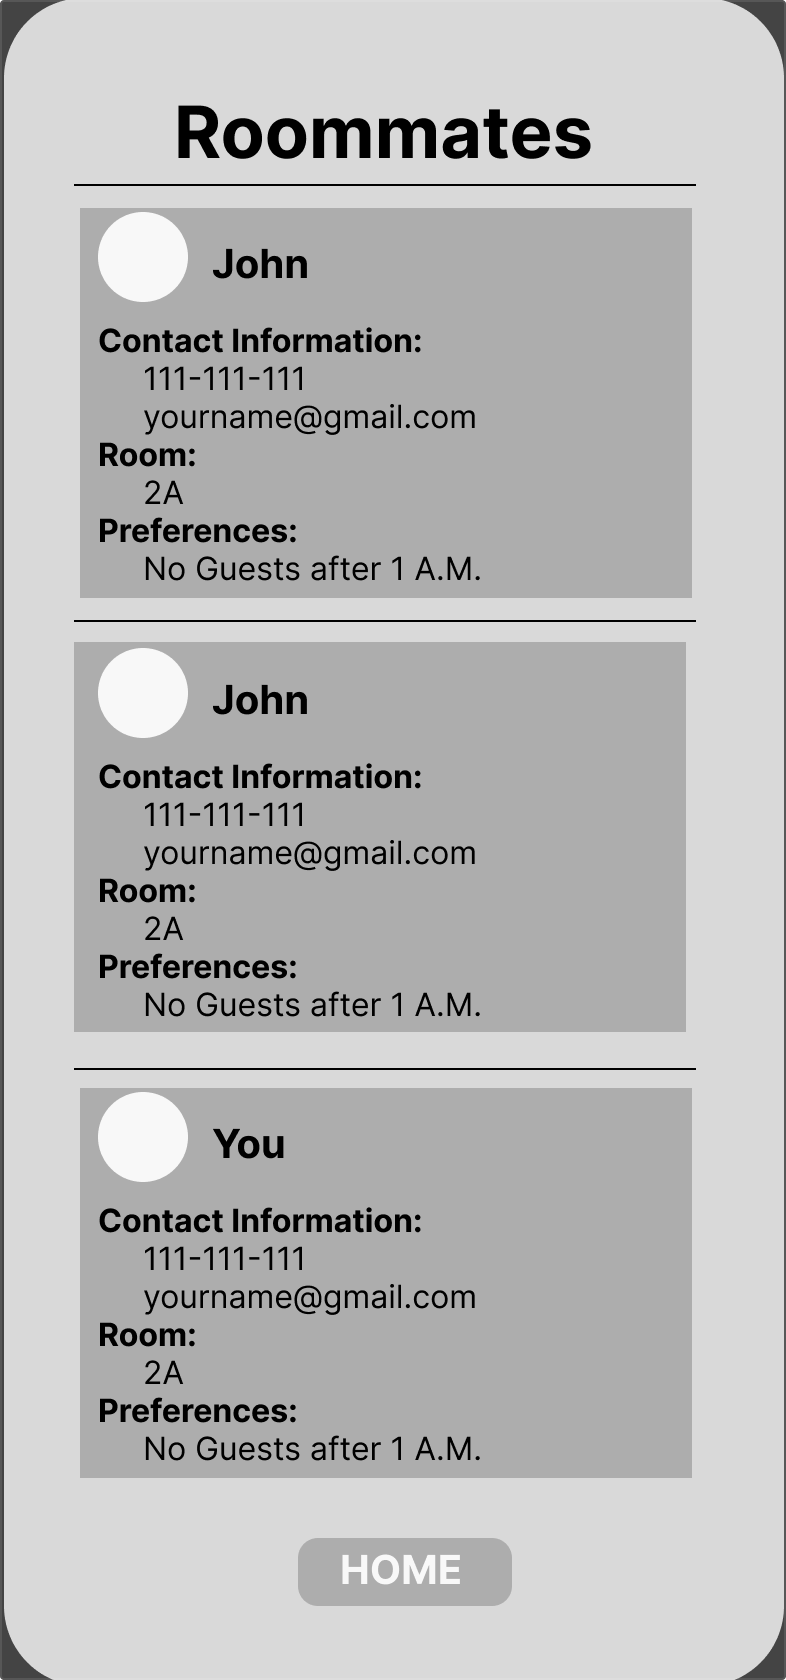 Roommates
John
Contact Information:
111-111-111
yourname@gmail.com
Room:
2A
Preferences:
No Guests after 1 A.M.
John
Contact Information:
111-111-111
yourname@gmail.com
Room:
2A
Preferences:
No Guests after 1 A.M.
You
Contact Information:
111-111-111
yourname@gmail.com
Room:
2A
Preferences:
No Guests after 1 A.M.
HOME